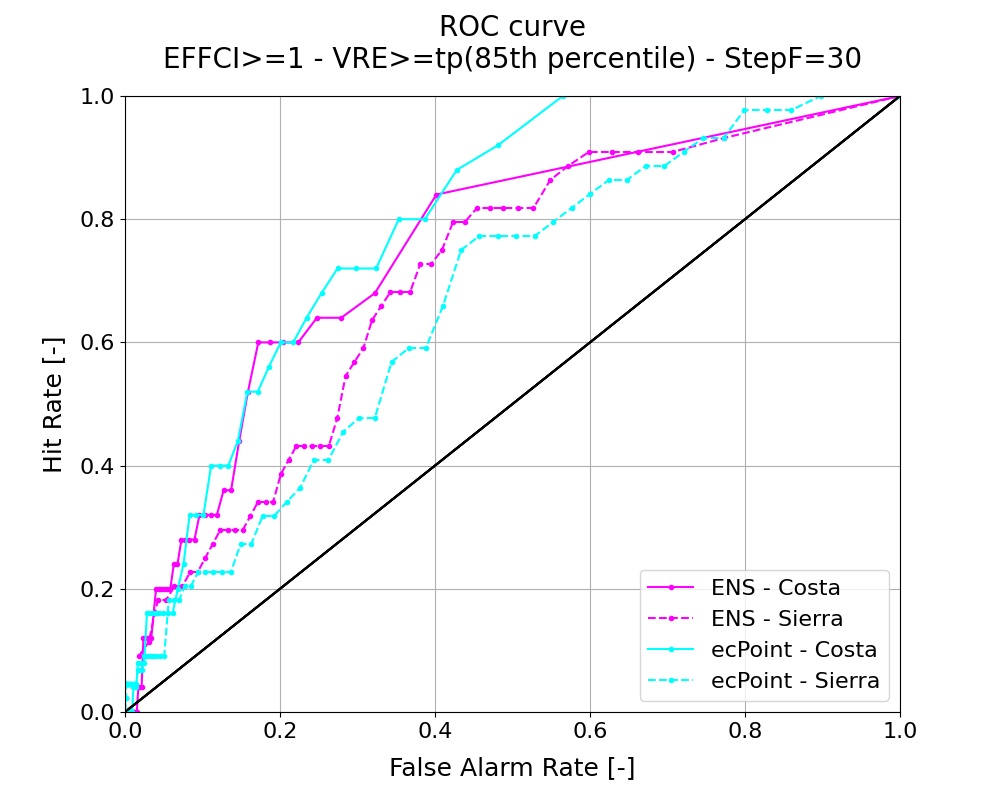 ROC curve
EFFCI>=1 - VRE>=tp(85th percentile) - StepF=30
1.0
0.8
0.6
0.4
0.2
0.0
Hit Rate [-]
0.0 0.2 0.4 0.6 0.8 1.0
False Alarm Rate [-]
ENS - Costa
ENS - Sierra
ecPoint - Costa
ecPoint - Sierra